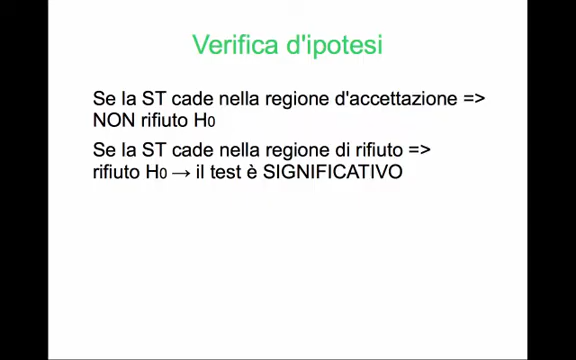 Verifica d'ipotesi
Se la ST cade nella regione d'accettazione =>
NON rifiuto H0
Se la ST cade nella regione di rifiuto =>
rifiuto H0 → il test è SIGNIFICATIVO